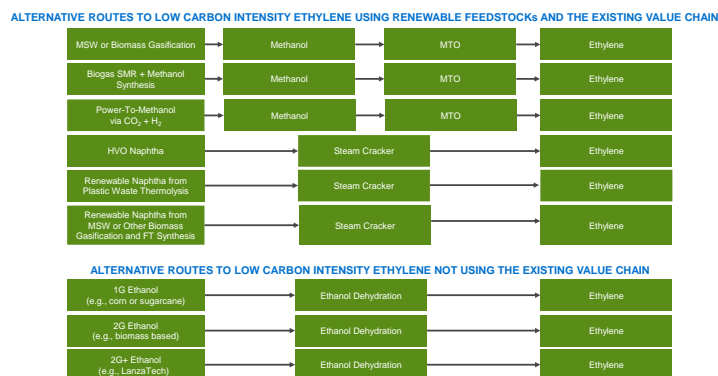 ALTERNATIVE ROUTES TO LOW CARBON INTENSITY ETHYLENE USING RENEWABLE FEEDSTOCKs AND THE EXISTING VALUE CHAIN
MSW or Biomass Gasification
Methanol
MTO
Ethylene
Biogas SMR + Methanol
Synthesis
Methanol
MTO
Ethylene
Power-To-Methanol
via CO₂ + H₂
Methanol
MTO
Ethylene
HVO Naphtha
Steam Cracker
Ethylene
Renewable Naphtha from
Plastic Waste Thermolysis
Steam Cracker
Ethylene
Renewable Naphtha from
MSW or Other Biomass
Gasification and FT Synthesis
Steam Cracker
Ethylene
ALTERNATIVE ROUTES TO LOW CARBON INTENSITY ETHYLENE NOT USING THE EXISTING VALUE CHAIN
1G Ethanol
(e.g., corn or sugarcane)
Ethanol Dehydration
Ethylene
2G Ethanol
(e.g., biomass based)
Ethanol Dehydration
Ethylene
2G+ Ethanol
(e.g., LanzaTech)
Ethanol Dehydration
Ethylene